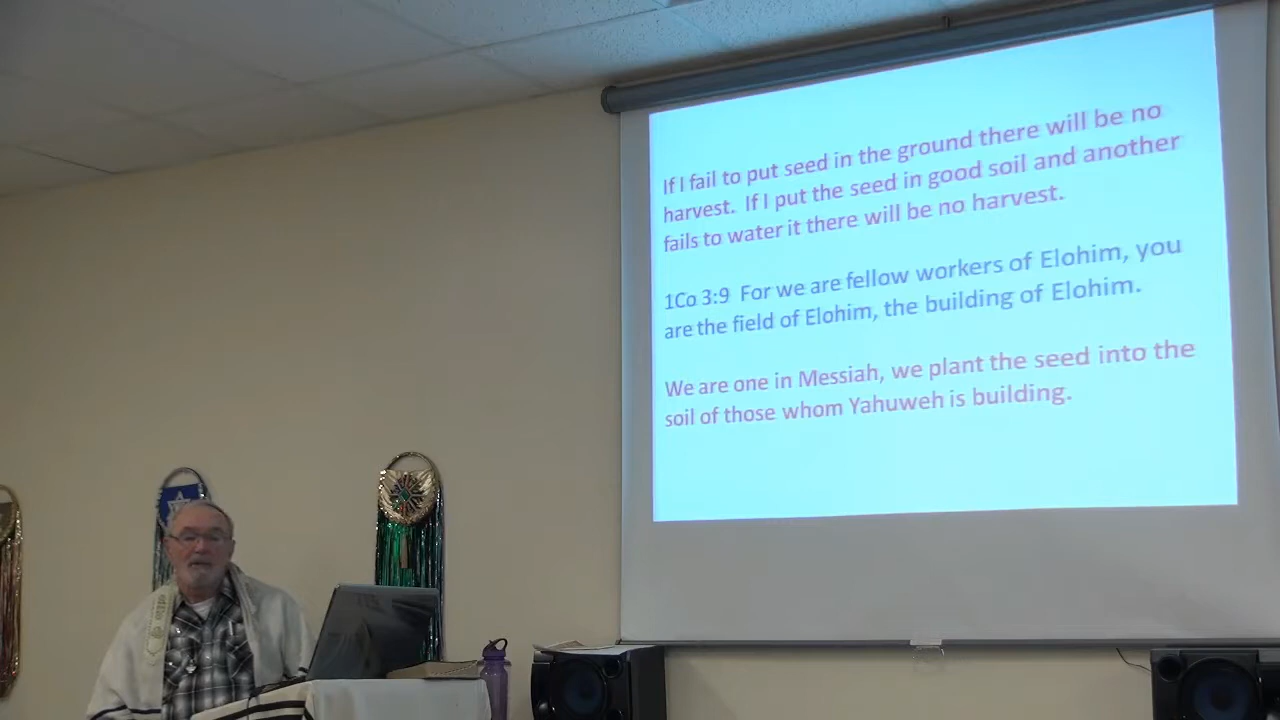 If I fail to put seed in the ground there will be no
harvest.  If I put the seed in good soil and another
fails to water it there will be no harvest.
1Co 3:9  For we are fellow workers of Elohim, you
are the field of Elohim, the building of Elohim.
We are one in Messiah, we plant the seed into the
soil of those whom Yahuweh is building.